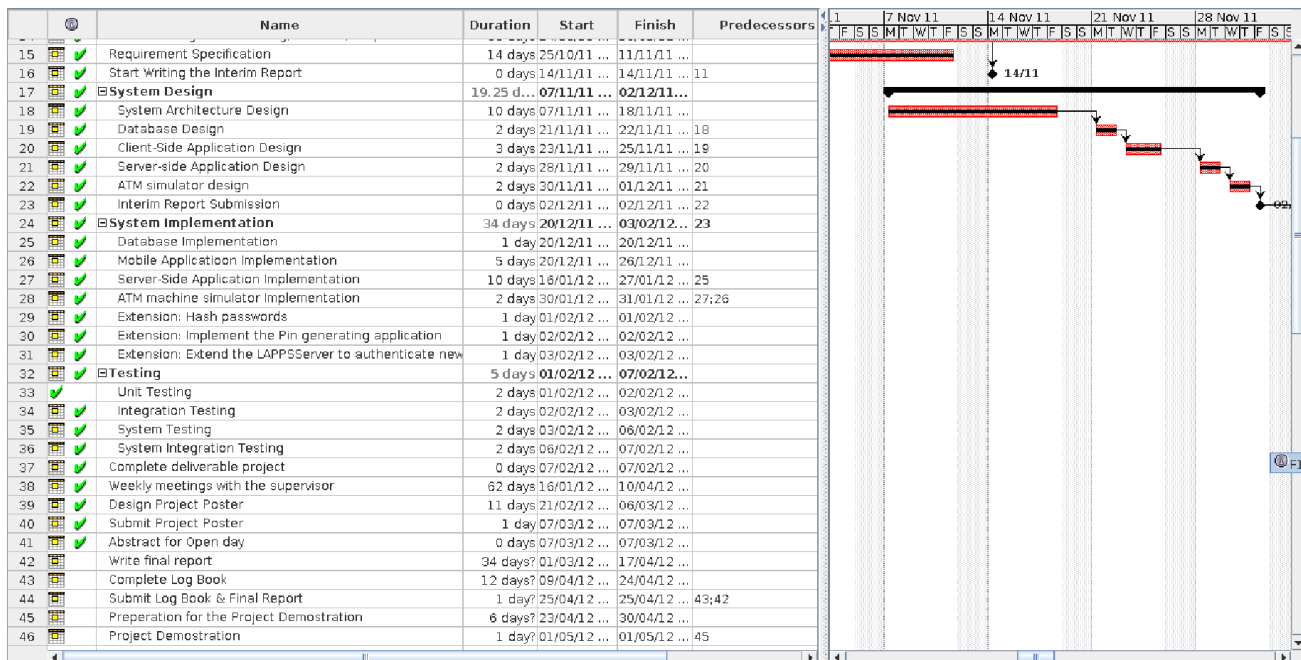 Name Duration Start Finish Predecessors
15 Requirement Specification 14 days 25/10/11 ... 11/11/11 ...
16 Start Writing the Interim Report 0 days 14/11/11 ... 14/11/11 ... 11
17 System Design 19.25 d... 07/11/11 ... 02/12/11...
18 System Architecture Design 10 days 07/11/11 ... 18/11/11 ...
19 Database Design 2 days 21/11/11 ... 22/11/11 ... 18
20 Client-Side Application Design 3 days 23/11/11 ... 25/11/11 ... 19
21 Server-side Application Design 2 days 28/11/11 ... 29/11/11 ... 20
22 ATM simulator design 2 days 30/11/11 ... 01/12/11 ... 21
23 Interim Report Submission 0 days 02/12/11 ... 02/12/11 ... 22
24 System Implementation 34 days 20/12/11 ... 03/02/12... 23
25 Database Implementation 1 day 20/12/11 ... 20/12/11 ...
26 Mobile Applicatioon Implementation 5 days 20/12/11 ... 26/12/11 ...
27 Server-Side Application Implementation 10 days 16/01/12 ... 27/01/12 ... 25
28 ATM machine simulator Implementation 2 days 30/01/12 ... 31/01/12 ... 27;26
29 Extension: Hash passwords 1 day 01/02/12 ... 01/02/12 ...
30 Extension: Implement the Pin generating application 1 day 02/02/12 ... 02/02/12 ...
31 Extension: Extend the LAPPSServer to authenticate new 1 day 03/02/12 ... 03/02/12 ...
32 Testing 5 days 01/02/12 ... 07/02/12...
33 Unit Testing 2 days 01/02/12 ... 02/02/12 ...
34 Integration Testing 2 days 02/02/12 ... 03/02/12 ...
35 System Testing 2 days 03/02/12 ... 06/02/12 ...
36 System Integration Testing 2 days 06/02/12 ... 07/02/12 ...
37 Complete deliverable project 0 days 07/02/12 ... 07/02/12 ...
38 Weekly meetings with the supervisor 62 days 16/01/12 ... 10/04/12 ...
39 Design Project Poster 11 days 21/02/12 ... 06/03/12 ...
40 Submit Project Poster 1 day 07/03/12 ... 07/03/12 ...
41 Abstract for Open day 0 days 07/03/12 ... 07/03/12 ...
42 Write final report 34 days? 01/03/12 ... 17/04/12 ...
43 Complete Log Book 12 days? 09/04/12 ... 24/04/12 ...
44 Submit Log Book & Final Report 1 day? 25/04/12 ... 25/04/12 ... 43;42
45 Preperation for the Project Demostration 6 days? 23/04/12 ... 30/04/12 ...
46 Project Demostration 1 day? 01/05/12 ... 01/05/12 ... 45
7 Nov 11 14 Nov 11 21 Nov 11 28 Nov 11
F S S M T W T F S S M T W T F S S M T W T F S S M T W T F S S
14/11